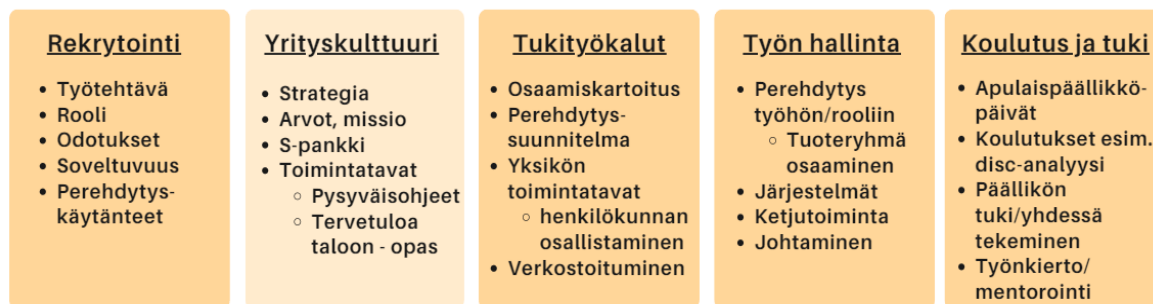 Rekrytointi
• Työtehtävä
• Rooli
• Odotukset
• Soveltuvuus
• Perehdytys-
käytänteet
Yrityskulttuuri
• Strategia
• Arvot, missio
• S-pankki
• Toimintatavat
◦ Pysyväisohjeet
◦ Tervetuloa
taloon - opas
Tukityökalut
• Osaamiskartoitus
• Perehdytys-
suunnitelma
• Yksikön
toimintatavat
◦ henkilökunnan
osallistaminen
• Verkostoituminen
Työn hallinta
• Perehdytys
työhön/rooliin
◦ Tuoteryhmä
osaaminen
• Järjestelmät
• Ketjutoiminta
• Johtaminen
Koulutus ja tuki
• Apulaispäällikkö-
päivät
• Koulutukset esim.
disc-analyysi
• Päällikön
tuki/yhdessä
tekeminen
• Työnkierto/
mentorointi